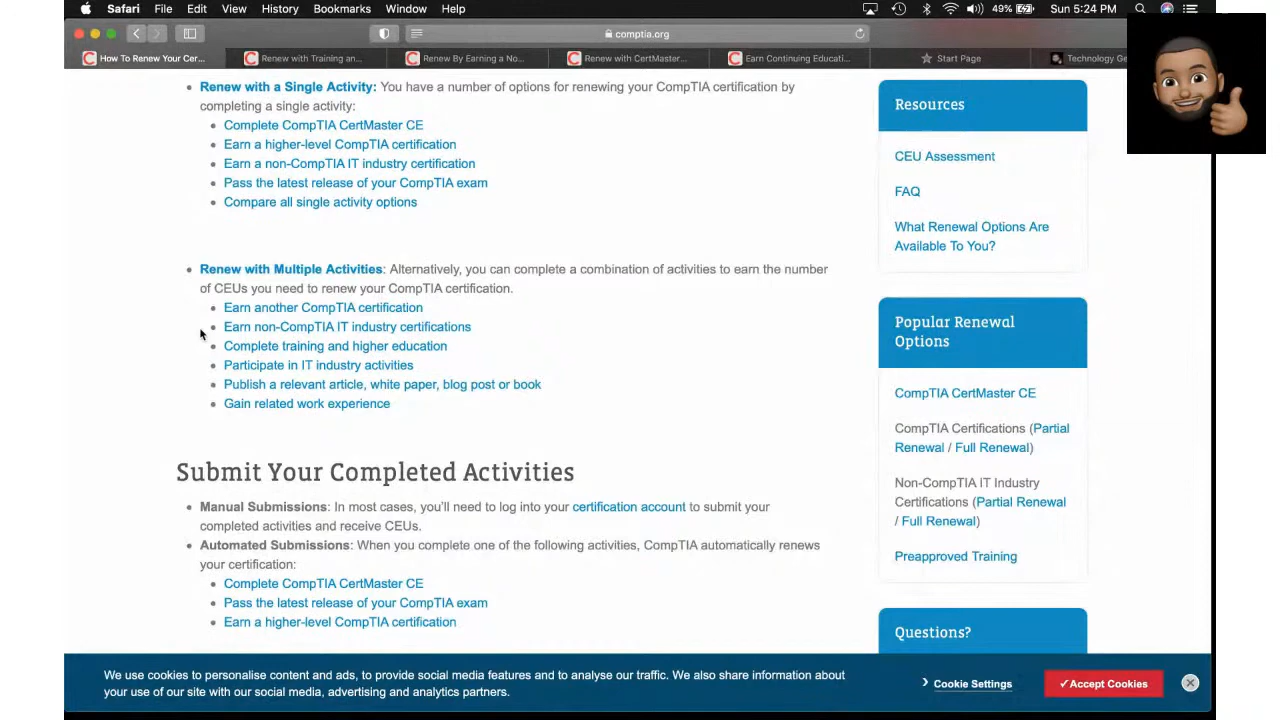 Safari File Edit View History Bookmarks Window Help 49% Sun 5:24 PM
comptia.org
How To Renew Your Cer... Renew with Training an... Renew By Earning a No... Renew with CertMaster... Earn Continuing Educati... Start Page Technology Ge
Renew with a Single Activity: You have a number of options for renewing your CompTIA certification by
completing a single activity:
Complete CompTIA CertMaster CE
Earn a higher-level CompTIA certification
Earn a non-CompTIA IT industry certification
Pass the latest release of your CompTIA exam
Compare all single activity options
Renew with Multiple Activities: Alternatively, you can complete a combination of activities to earn the number
of CEUs you need to renew your CompTIA certification.
Earn another CompTIA certification
Earn non-CompTIA IT industry certifications
Complete training and higher education
Participate in IT industry activities
Publish a relevant article, white paper, blog post or book
Gain related work experience
Submit Your Completed Activities
Manual Submissions: In most cases, you'll need to log into your certification account to submit your
completed activities and receive CEUs.
Automated Submissions: When you complete one of the following activities, CompTIA automatically renews
your certification:
Complete CompTIA CertMaster CE
Pass the latest release of your CompTIA exam
Earn a higher-level CompTIA certification
Resources
CEU Assessment
FAQ
What Renewal Options Are
Available To You?
Popular Renewal
Options
CompTIA CertMaster CE
CompTIA Certifications (Partial
Renewal / Full Renewal)
Non-CompTIA IT Industry
Certifications (Partial Renewal
/ Full Renewal)
Preapproved Training
Questions?
We use cookies to personalise content and ads, to provide social media features and to analyse our traffic. We also share information about
your use of our site with our social media, advertising and analytics partners.
Cookie Settings
✓Accept Cookies